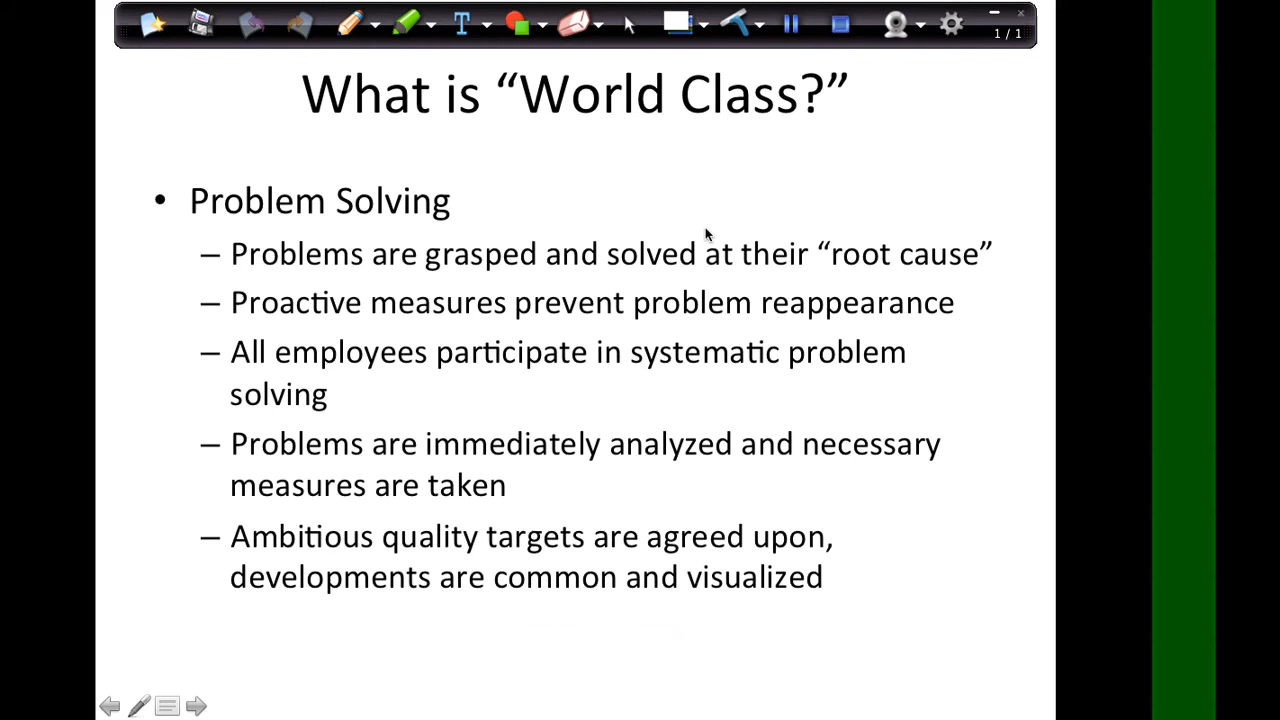 1 / 1
What is “World Class?”
• Problem Solving
– Problems are grasped and solved at their “root cause”
– Proactive measures prevent problem reappearance
– All employees participate in systematic problem
solving
– Problems are immediately analyzed and necessary
measures are taken
– Ambitious quality targets are agreed upon,
developments are common and visualized